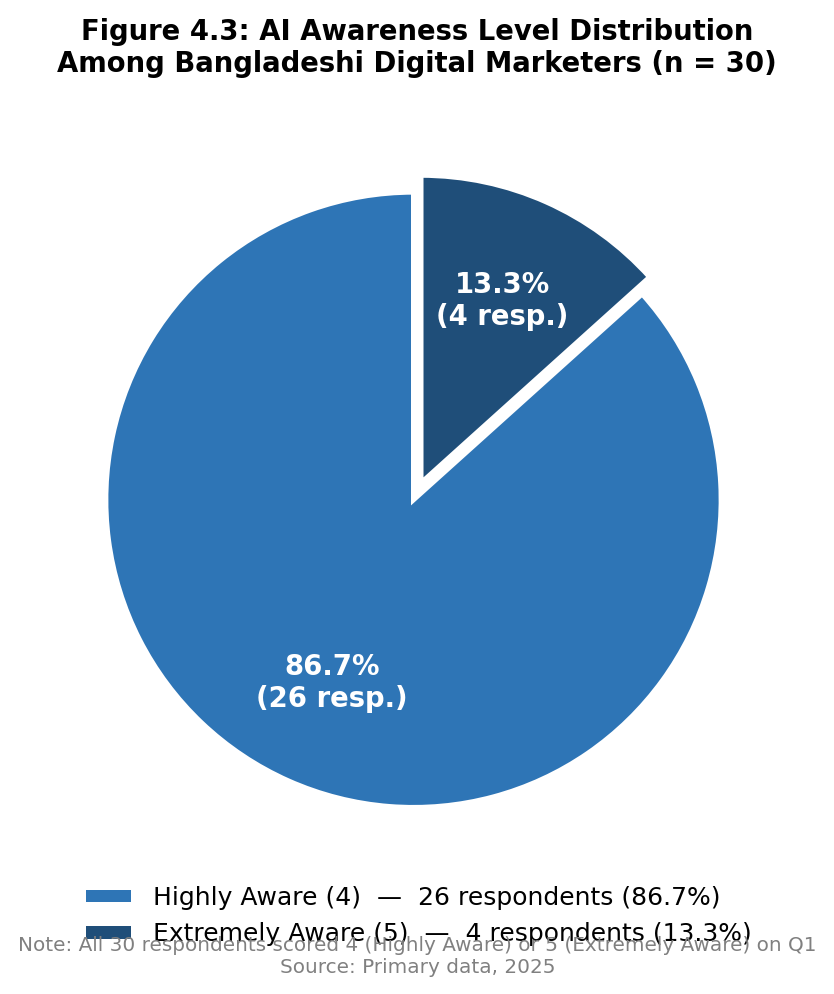 Figure 4.3: AI Awareness Level Distribution
Among Bangladeshi Digital Marketers (n = 30)
13.3%
(4 resp.)
86.7%
(26 resp.)
Highly Aware (4)  —  26 respondents (86.7%)
Extremely Aware (5)  —  4 respondents (13.3%)
Note: All 30 respondents scored 4 (Highly Aware) or 5 (Extremely Aware) on Q1
Source: Primary data, 2025